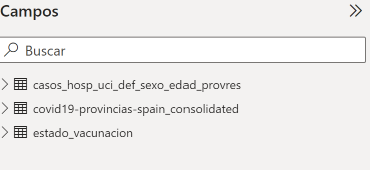 Campos
Buscar
casos_hosp_uci_def_sexo_edad_provres
covid19-provincias-spain_consolidated
estado_vacunacion